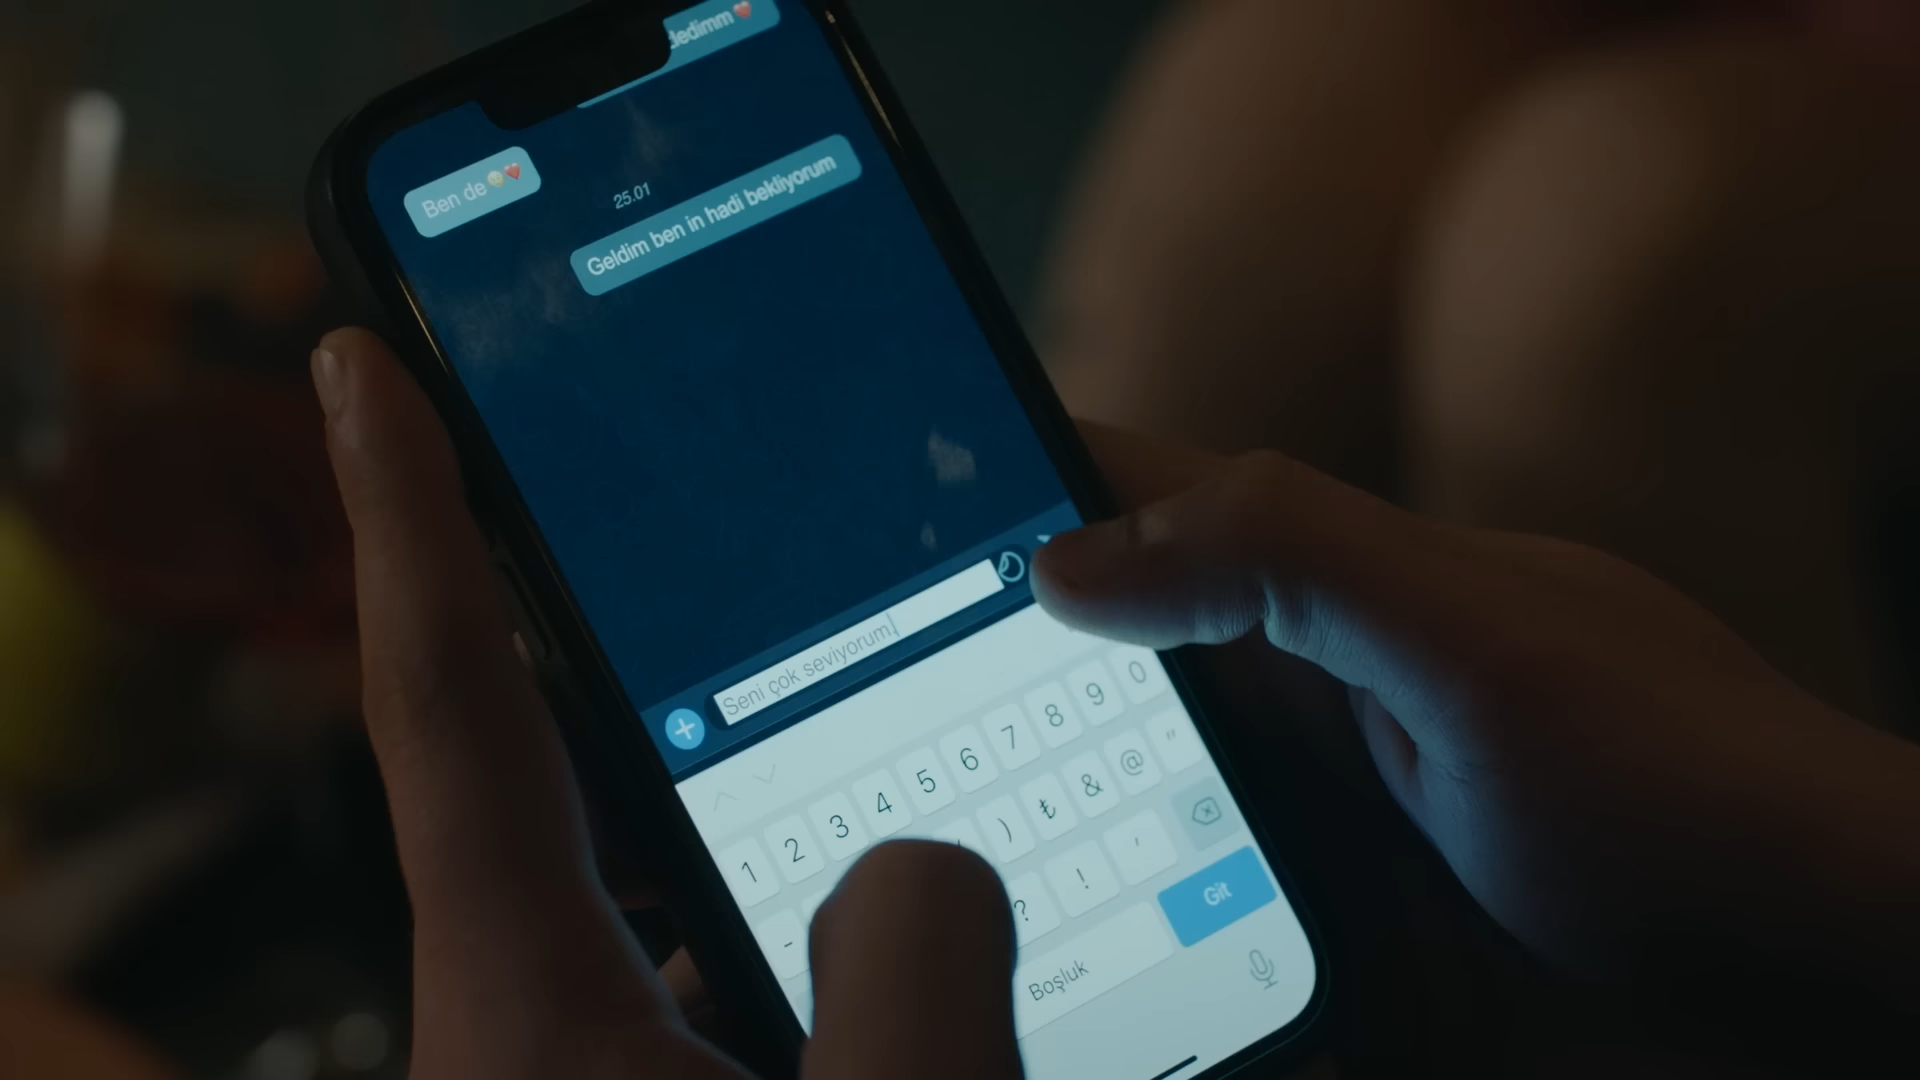 dedimm❤️
Ben de🥺❤️
25.01
Geldim ben in hadi bekliyorum
Seni çok seviyorum
1 2 3 4 5 6 7 8 9 0
- ) ₺ & @ "
? ! '
Boşluk Git